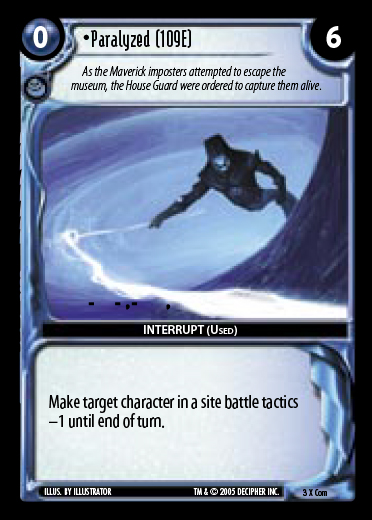 0 •Paralyzed (109E) 6
As the Maverick imposters attempted to escape the
museum, the House Guard were ordered to capture them alive.
INTERRUPT (USED)
Make target character in a site battle tactics
–1 until end of turn.
ILLUS. BY ILLUSTRATOR TM & © 2005 DECIPHER INC. 3 X Com